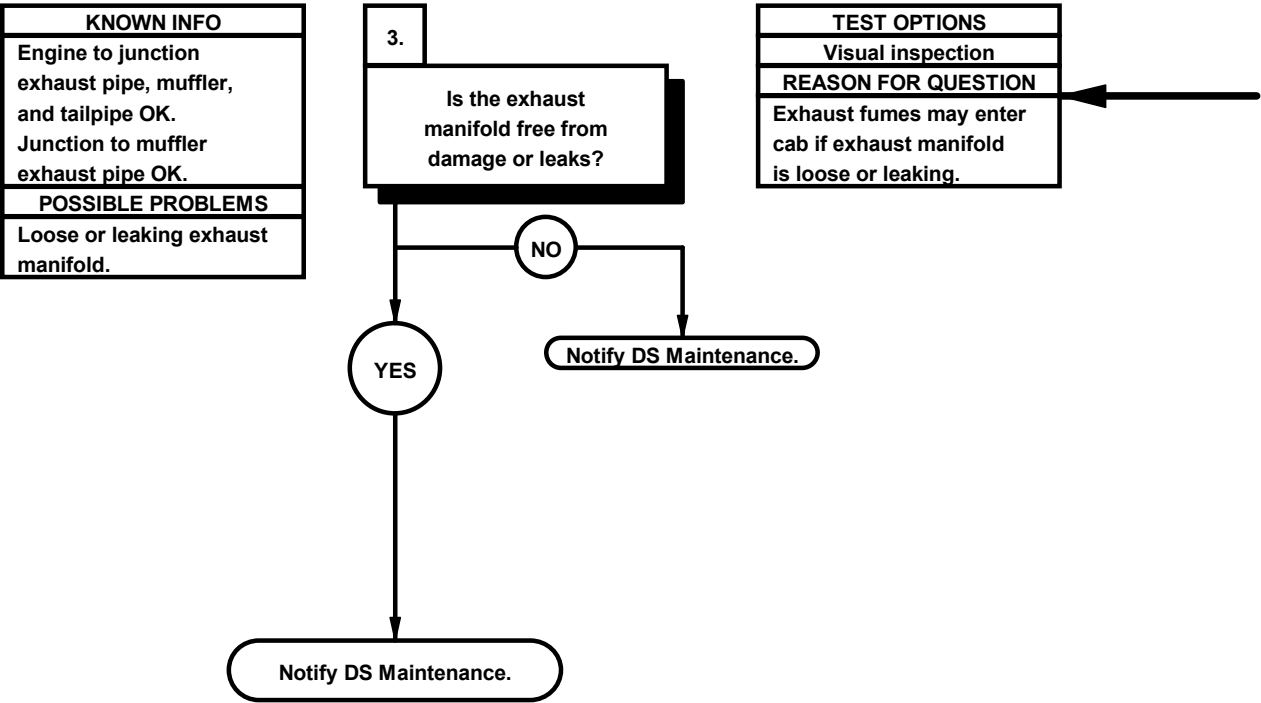 KNOWN INFO
Engine to junction
exhaust pipe, muffler,
and tailpipe OK.
Junction to muffler
exhaust pipe OK.
POSSIBLE PROBLEMS
Loose or leaking exhaust
manifold.
3.
Is the exhaust
manifold free from
damage or leaks?
TEST OPTIONS
Visual inspection
REASON FOR QUESTION
Exhaust fumes may enter
cab if exhaust manifold
is loose or leaking.
NO
Notify DS Maintenance.
YES
Notify DS Maintenance.